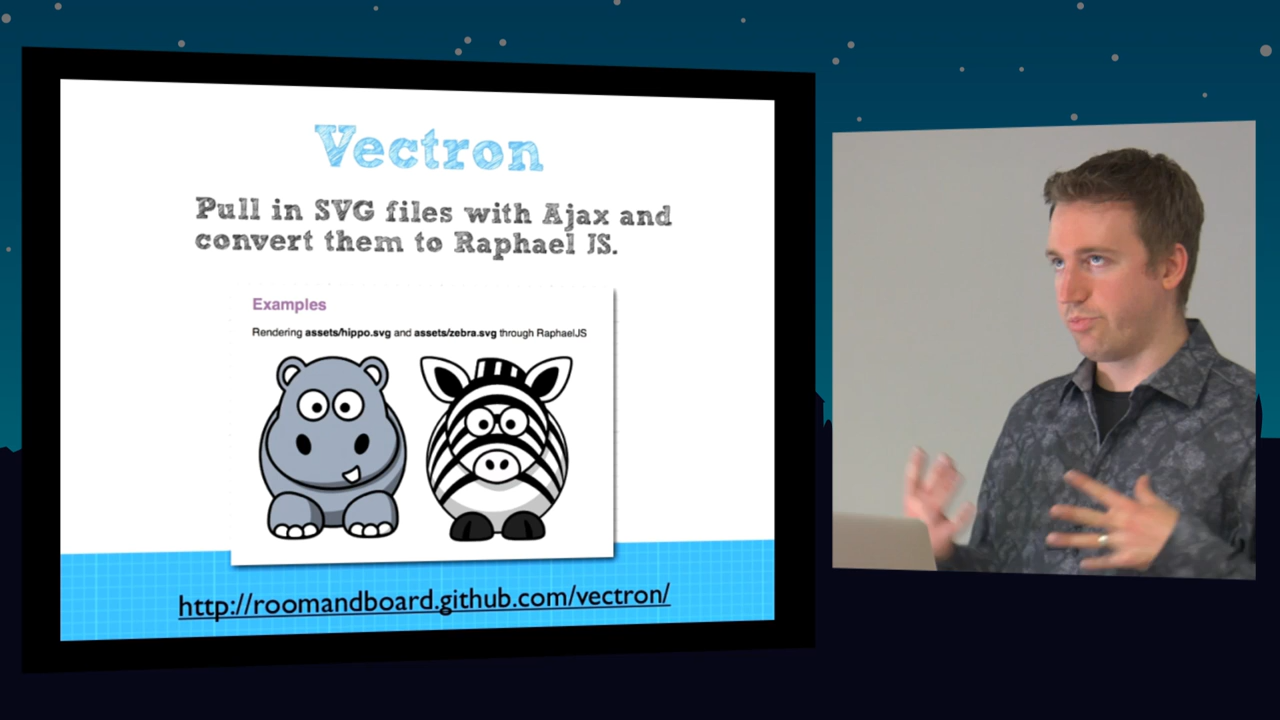 Vectron
Pull in SVG files with Ajax and
convert them to Raphael JS.
Examples
Rendering assets/hippo.svg and assets/zebra.svg through RaphaelJS
http://roomandboard.github.com/vectron/